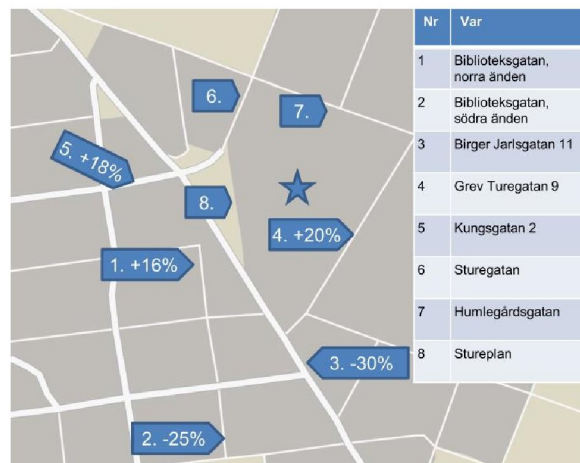 6.
7.
5. +18%
8.
4. +20%
1. +16%
3. -30%
2. -25%
Nr Var
1 Biblioteksgatan,
norra änden
2 Biblioteksgatan,
södra änden
3 Birger Jarlsgatan 11
4 Grev Turegatan 9
5 Kungsgatan 2
6 Sturegatan
7 Humlegårdsgatan
8 Stureplan